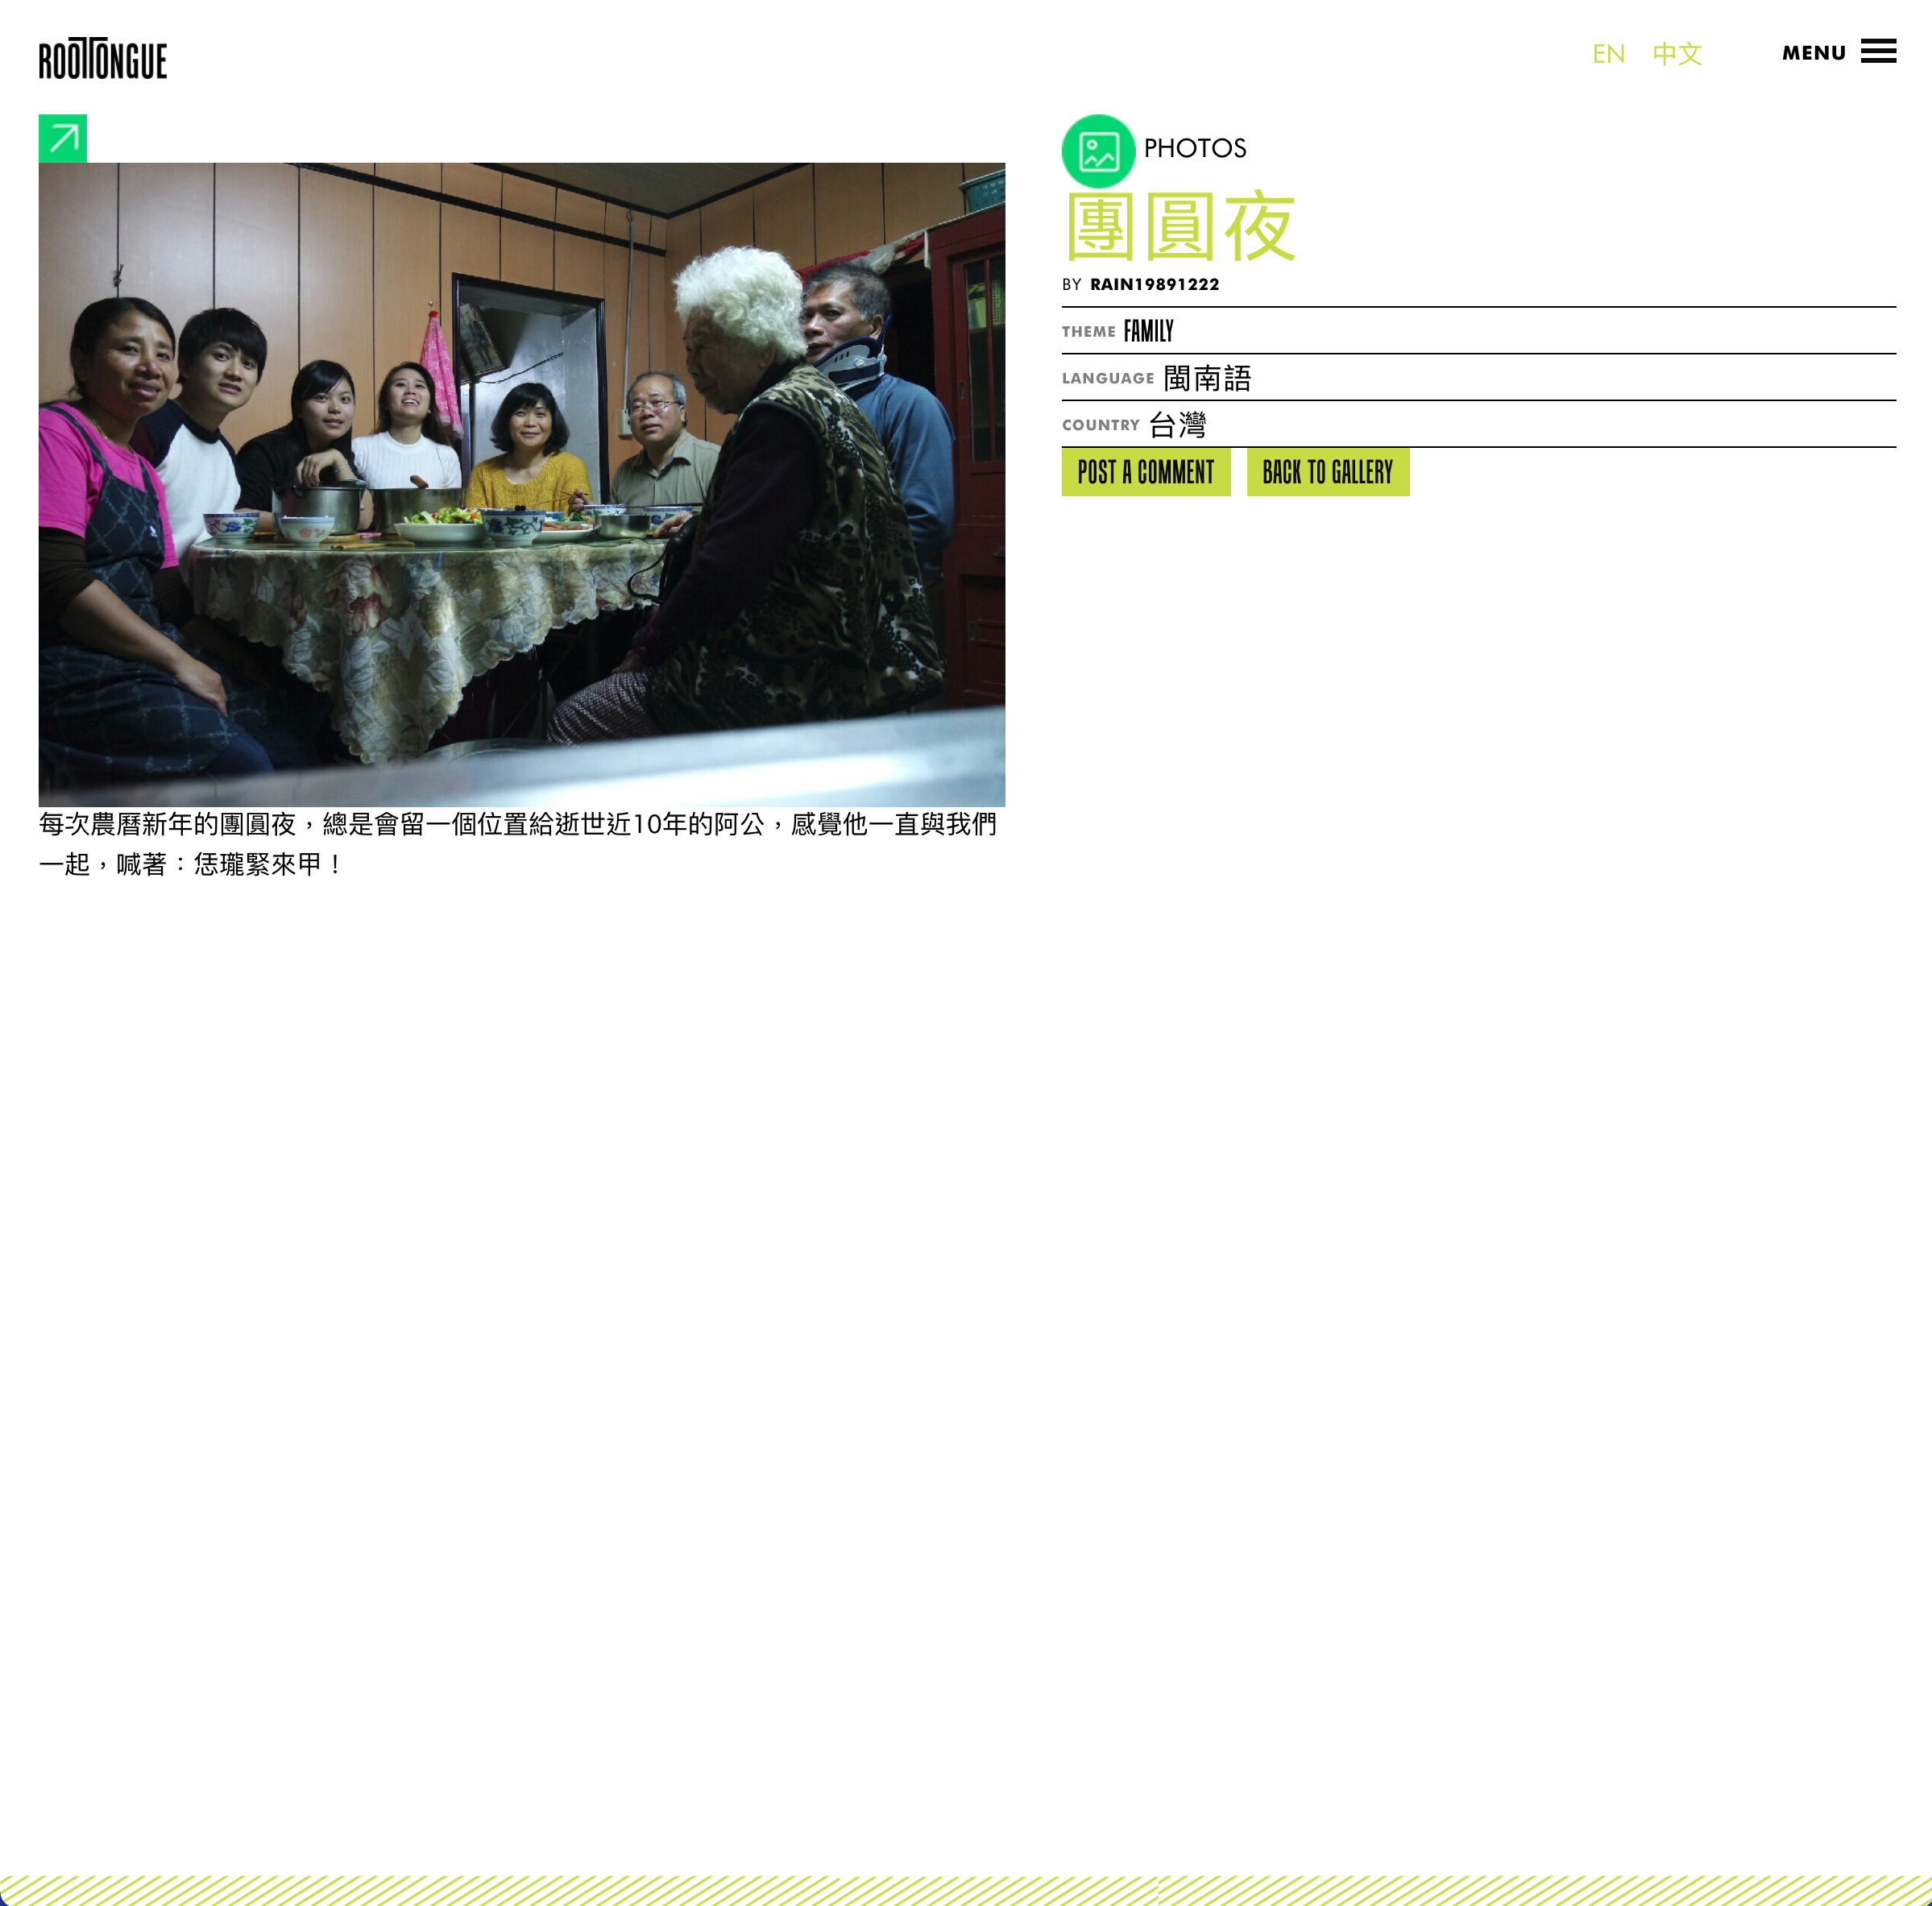 ROOTTONGUE
EN 中文
MENU
PHOTOS
團圓夜
BY RAIN19891222
THEME FAMILY
LANGUAGE 閩南語
COUNTRY 台灣
POST A COMMENT
BACK TO GALLERY
每次農曆新年的團圓夜，總是會留一個位置給逝世近10年的阿公，感覺他一直與我們
一起，喊著：恁瓏緊來甲！